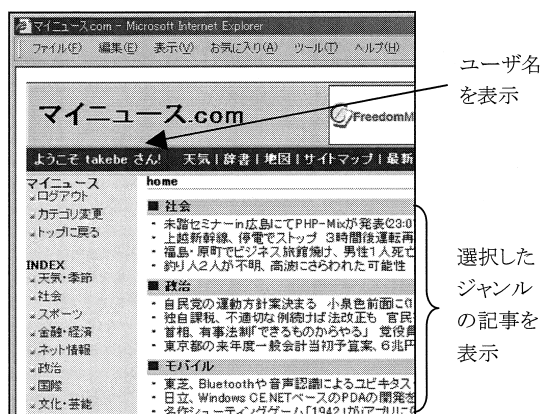 マイニュース.com - Microsoft Internet Explorer
ファイル(F) 編集(E) 表示(V) お気に入り(A) ツール(T) ヘルプ(H)
マイニュース.com
FreedomM
ようこそ takebe さん! 天気 | 辞書 | 地図 | サイトマップ | 最新
マイニュース
ログアウト
カテゴリ変更
トップに戻る
INDEX
天気・季節
社会
スポーツ
金融・経済
ネット情報
政治
国際
文化・芸能
home
■ 社会
・ 未踏セミナーin広島にてPHP-Mixが発表(23:0
・ 上越新幹線、停電でストップ 3時間後運転再
・ 福島・原町でビジネス旅館焼け、男性1人死亡
・ 釣り人2人が不明、高波にさらわれた可能性
■ 政治
・ 自民党の運動方針案決まる 小泉色前面に
・ 独自課税、不適切な例続けば法改正も 官民
・ 首相、有事法制「できるものからやる」 党役員
・ 東京都の来年度一般会計当初予算案、6兆円
■ モバイル
・ 東芝、Bluetoothや音声認識によるユビキタス
・ 日立、Windows CE.NETベースのPDAの開発を
・ 名作シューティングゲーム「1942」がiアプリに
ユーザ名
を表示
選択した
ジャンル
の記事を
表示